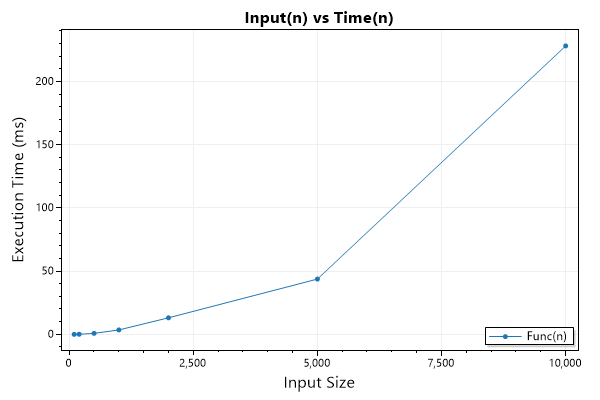 Input(n) vs Time(n)
Execution Time (ms)
200
150
100
50
0
Func(n)
0 2,500 5,000 7,500 10,000
Input Size